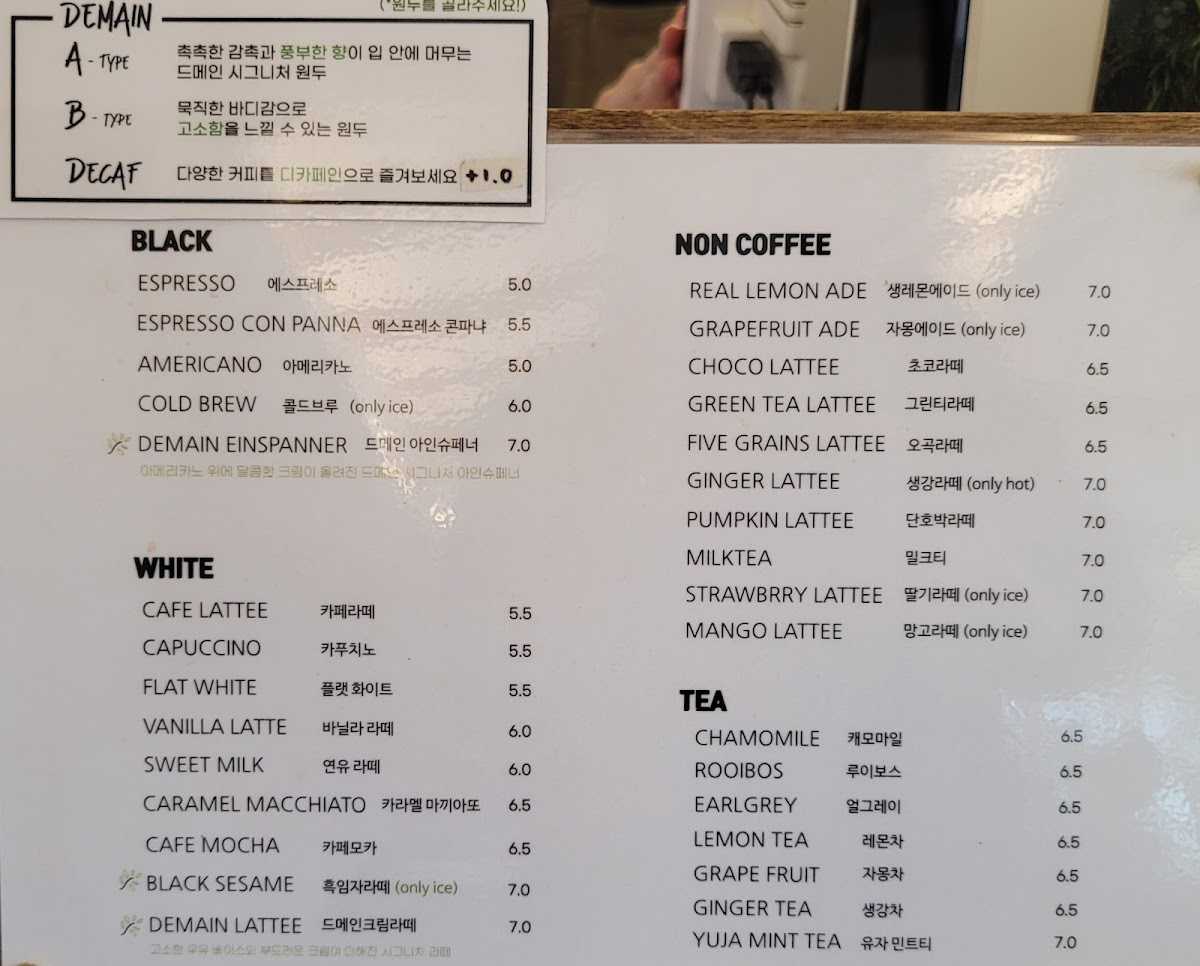 (*원두를 골라주세요!)
DEMAIN
A - TYPE 촉촉한 감촉과 풍부한 향이 입 안에 머무는
드메인 시그니처 원두
B - TYPE 묵직한 바디감으로
고소함을 느낄 수 있는 원두
DECAF 다양한 커피를 디카페인으로 즐겨보세요 +1.0
BLACK
ESPRESSO 에스프레소 5.0
ESPRESSO CON PANNA 에스프레소 콘파냐 5.5
AMERICANO 아메리카노 5.0
COLD BREW 콜드브루 (only ice) 6.0
DEMAIN EINSPANNER 드메인 아인슈페너 7.0
아메리카노 위에 달콤한 크림이 올려진 드메인 시그니처 아인슈페너
WHITE
CAFE LATTEE 카페라떼 5.5
CAPUCCINO 카푸치노 5.5
FLAT WHITE 플랫 화이트 5.5
VANILLA LATTE 바닐라 라떼 6.0
SWEET MILK 연유 라떼 6.0
CARAMEL MACCHIATO 카라멜 마끼아또 6.5
CAFE MOCHA 카페모카 6.5
BLACK SESAME 흑임자라떼 (only ice) 7.0
DEMAIN LATTEE 드메인크림라떼 7.0
고소한 우유 베이스와 부드러운 크림이 더해진 시그니처 라떼
NON COFFEE
REAL LEMON ADE 생레몬에이드 (only ice) 7.0
GRAPEFRUIT ADE 자몽에이드 (only ice) 7.0
CHOCO LATTEE 초코라떼 6.5
GREEN TEA LATTEE 그린티라떼 6.5
FIVE GRAINS LATTEE 오곡라떼 6.5
GINGER LATTEE 생강라떼 (only hot) 7.0
PUMPKIN LATTEE 단호박라떼 7.0
MILKTEA 밀크티 7.0
STRAWBRRY LATTEE 딸기라떼 (only ice) 7.0
MANGO LATTEE 망고라떼 (only ice) 7.0
TEA
CHAMOMILE 캐모마일 6.5
ROOIBOS 루이보스 6.5
EARLGREY 얼그레이 6.5
LEMON TEA 레몬차 6.5
GRAPE FRUIT 자몽차 6.5
GINGER TEA 생강차 6.5
YUJA MINT TEA 유자 민트티 7.0